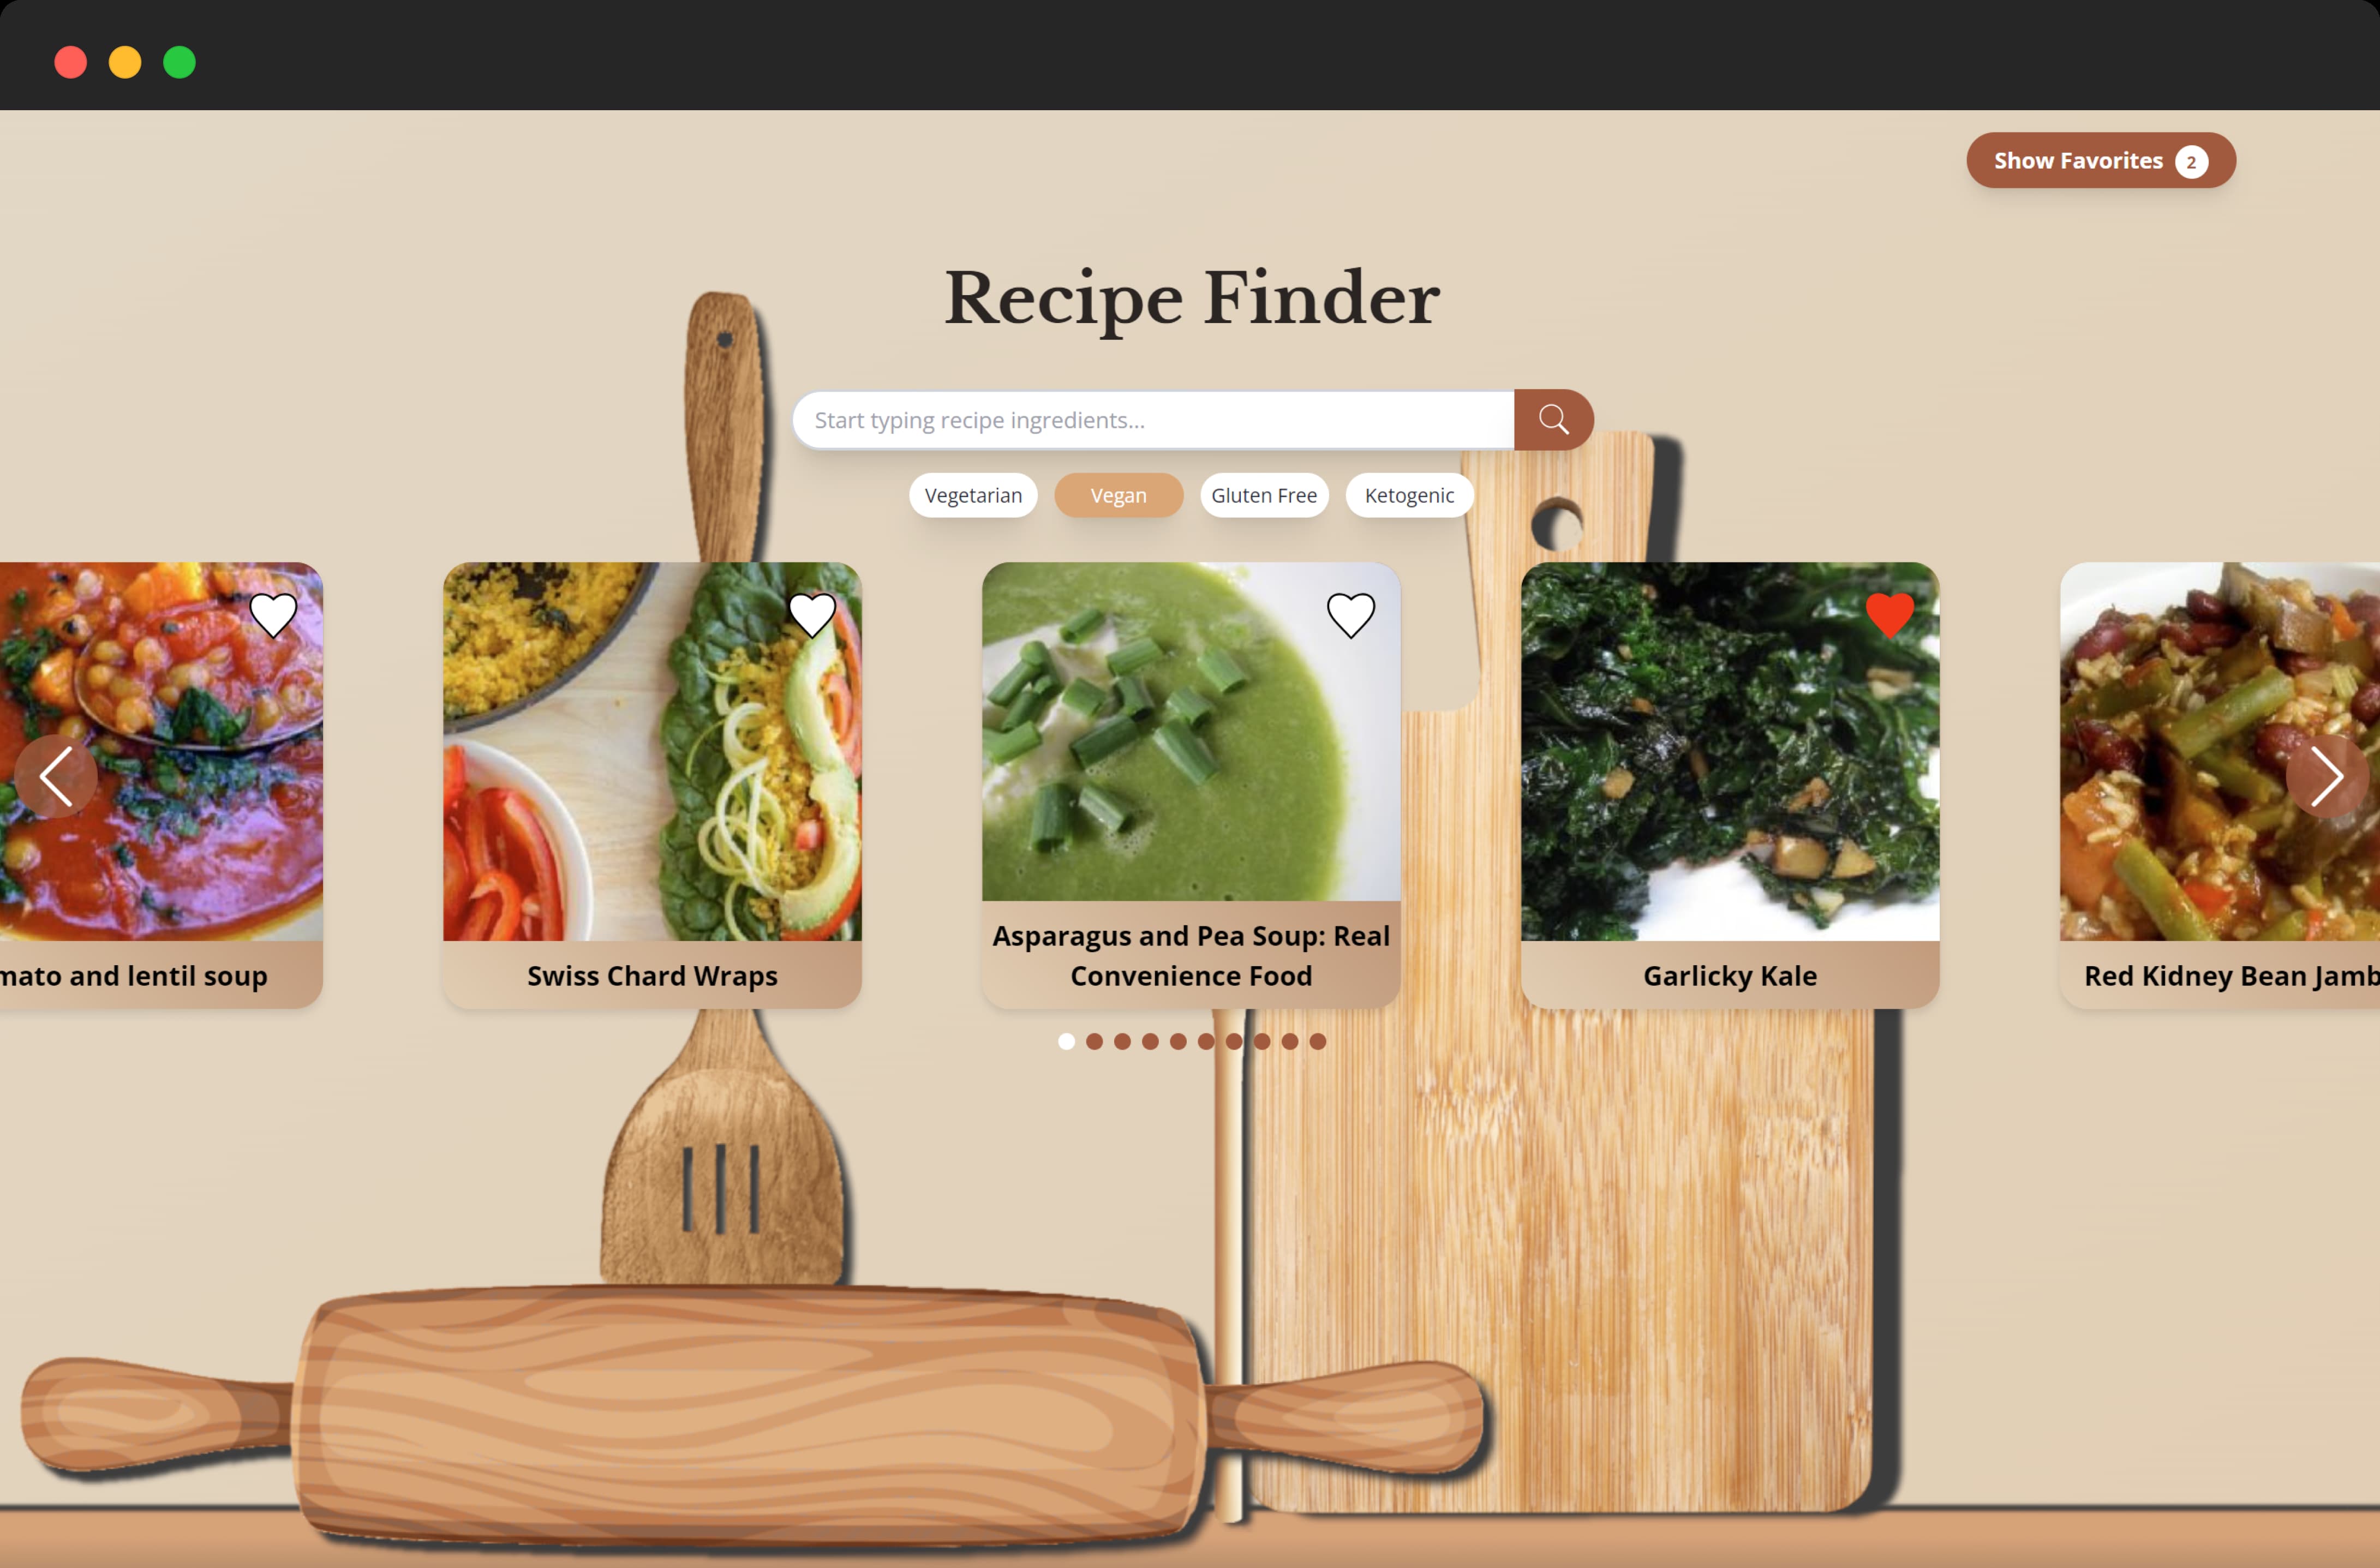 Show Favorites 2
Recipe Finder
Start typing recipe ingredients...
Vegetarian
Vegan
Gluten Free
Ketogenic
mato and lentil soup
Swiss Chard Wraps
Asparagus and Pea Soup: Real
Convenience Food
Garlicky Kale
Red Kidney Bean Jamb